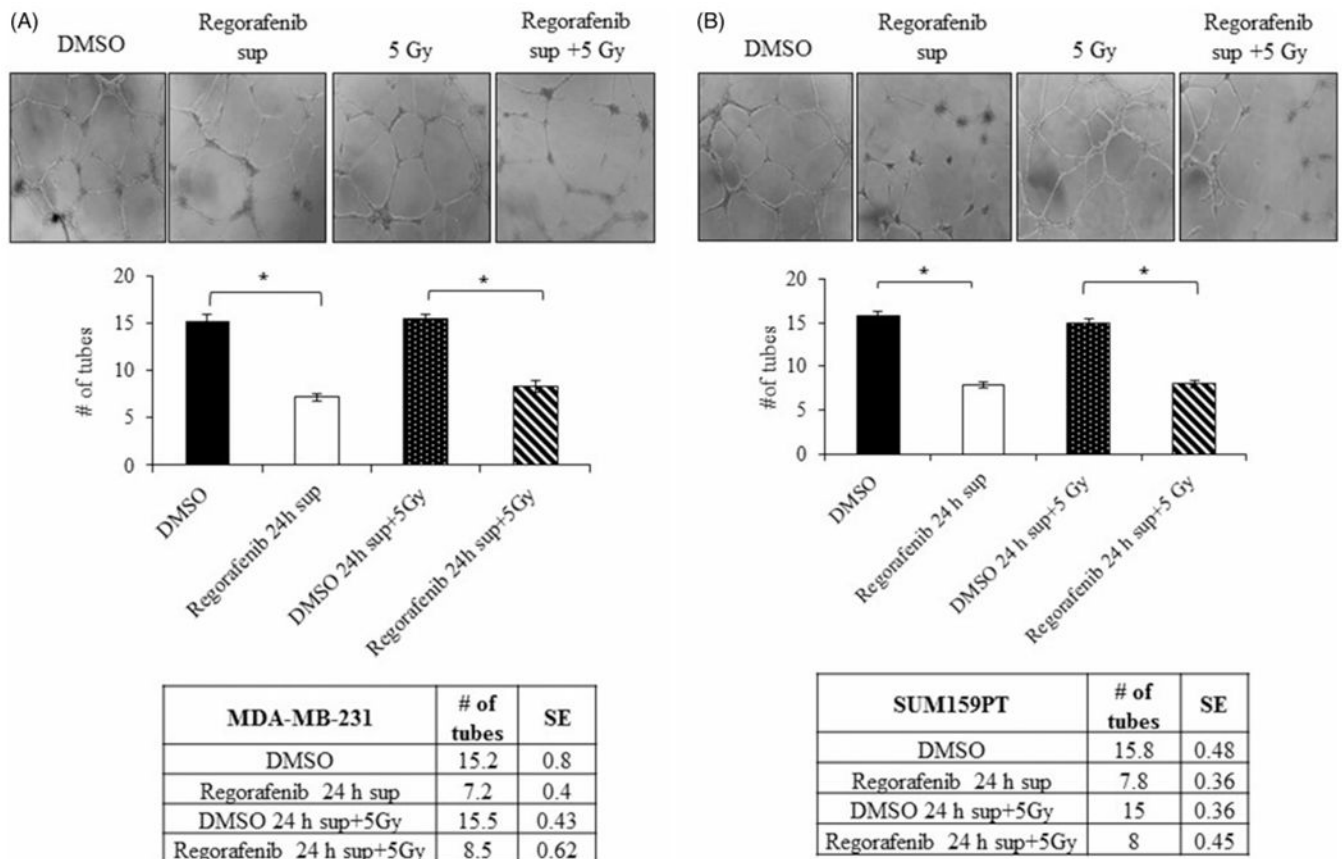 (A)
DMSO
Regorafenib
sup
5 Gy
Regorafenib
sup +5 Gy
# of tubes
20
15
10
5
0
*
*
DMSO
Regorafenib 24h sup
DMSO 24h sup+5Gy
Regorafenib 24h sup+5Gy
MDA-MB-231 # of tubes SE
DMSO 15.2 0.8
Regorafenib 24 h sup 7.2 0.4
DMSO 24 h sup+5Gy 15.5 0.43
Regorafenib 24 h sup+5Gy 8.5 0.62
(B)
DMSO
Regorafenib
sup
5 Gy
Regorafenib
sup +5 Gy
#of tubes
20
15
10
5
0
*
*
DMSO
Regorafenib 24 h sup
DMSO 24 h sup+5 Gy
Regorafenib 24 h sup+5 Gy
SUM159PT # of tubes SE
DMSO 15.8 0.48
Regorafenib 24 h sup 7.8 0.36
DMSO 24 h sup+5Gy 15 0.36
Regorafenib 24 h sup+5Gy 8 0.45